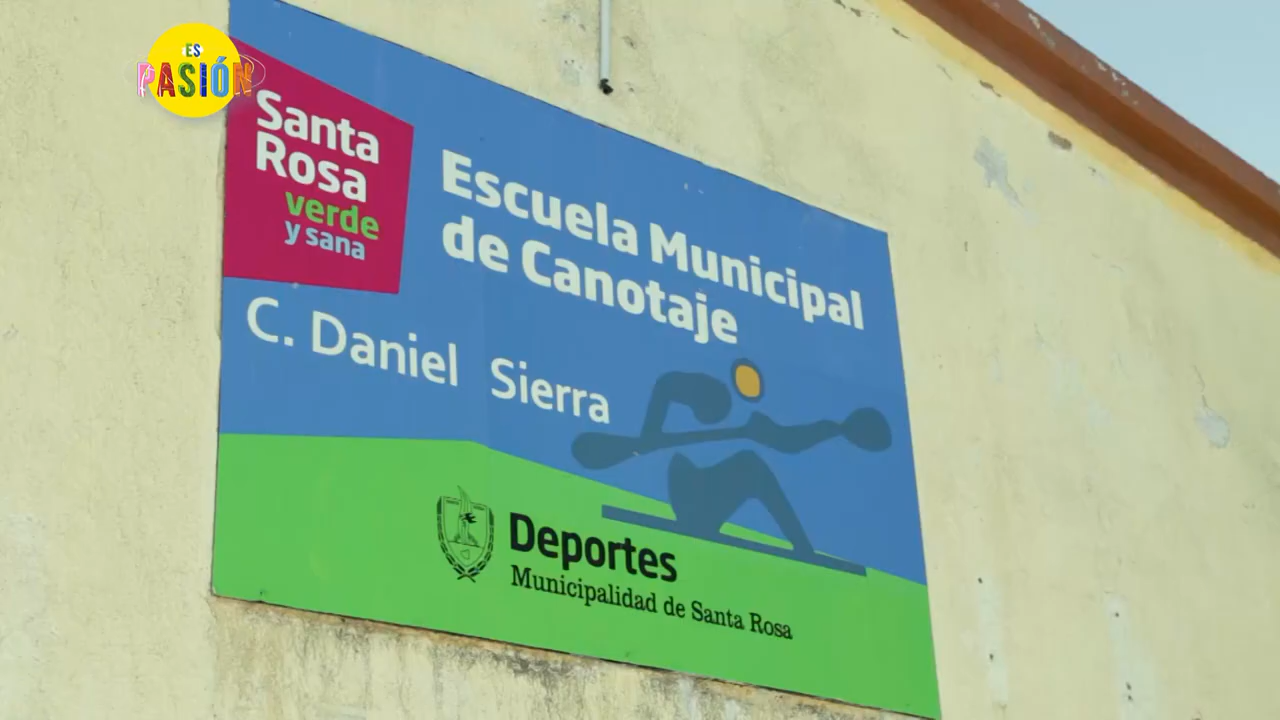 ES
PASIÓN
Santa
Rosa
verde
y sana
Escuela Municipal
de Canotaje
C. Daniel Sierra
Deportes
Municipalidad de Santa Rosa